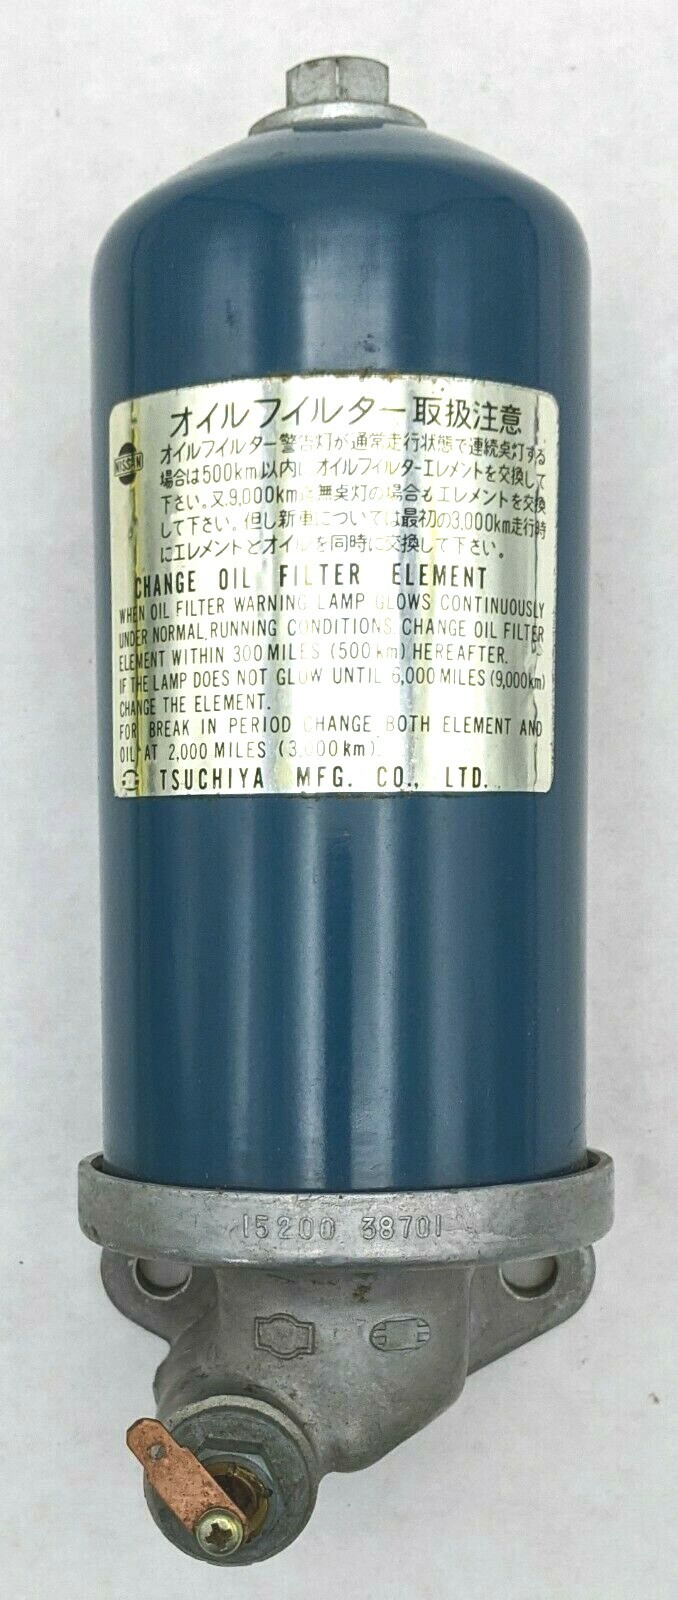 オイルフィルター取扱注意
NISSAN
オイルフィルター警告灯が通常走行状態で連続点灯する
場合は500km以内にオイルフィルターエレメントを交換して
下さい。又9,000km迄無点灯の場合もエレメントを交換
して下さい。但し新車については最初の3,000km走行時
にエレメントとオイルを同時に交換して下さい。
CHANGE OIL FILTER ELEMENT
WHEN OIL FILTER WARNING LAMP GLOWS CONTINUOUSLY
UNDER NORMAL, RUNNING CONDITIONS CHANGE OIL FILTER
ELEMENT WITHIN 300 MILES (500km) HEREAFTER.
IF THE LAMP DOES NOT GLOW UNTIL 6,000 MILES (9,000km)
CHANGE THE ELEMENT.
FOR BREAK IN PERIOD CHANGE BOTH ELEMENT AND
OIL AT 2,000 MILES (3,000km)
TSUCHIYA MFG. CO., LTD.
15200 38701